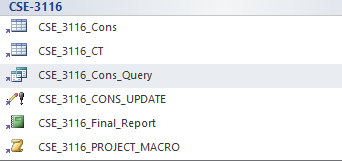 CSE-3116
CSE_3116_Cons
CSE_3116_CT
CSE_3116_Cons_Query
CSE_3116_CONS_UPDATE
CSE_3116_Final_Report
CSE_3116_PROJECT_MACRO